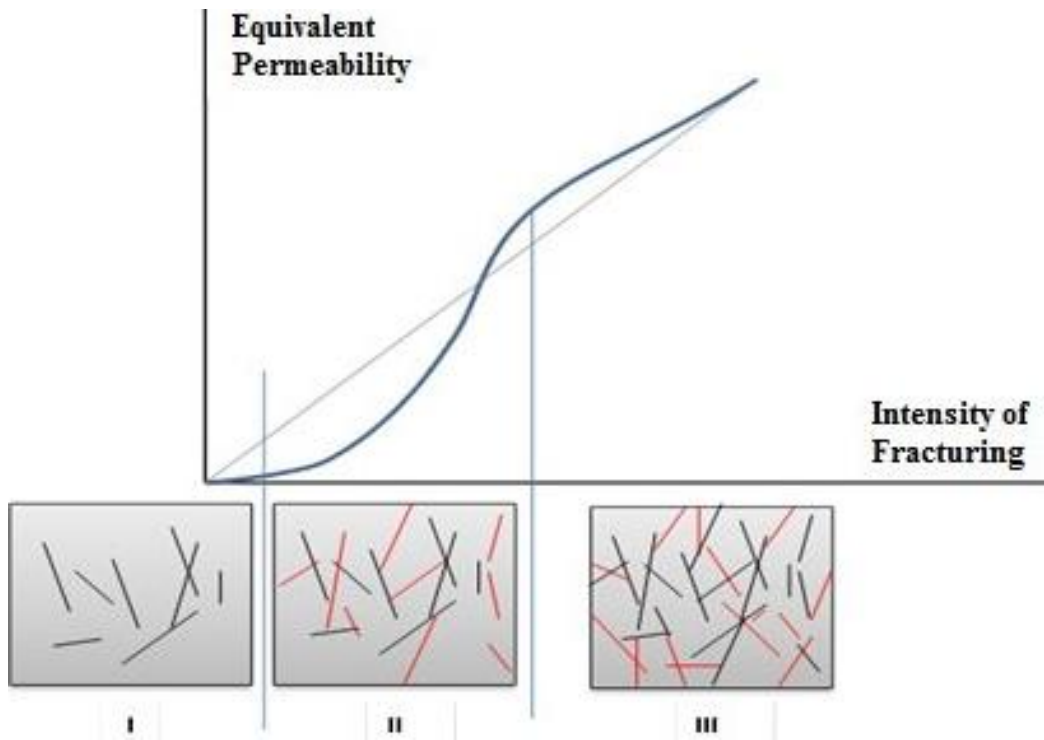 Equivalent
Permeability
Intensity of
Fracturing
I
II
III